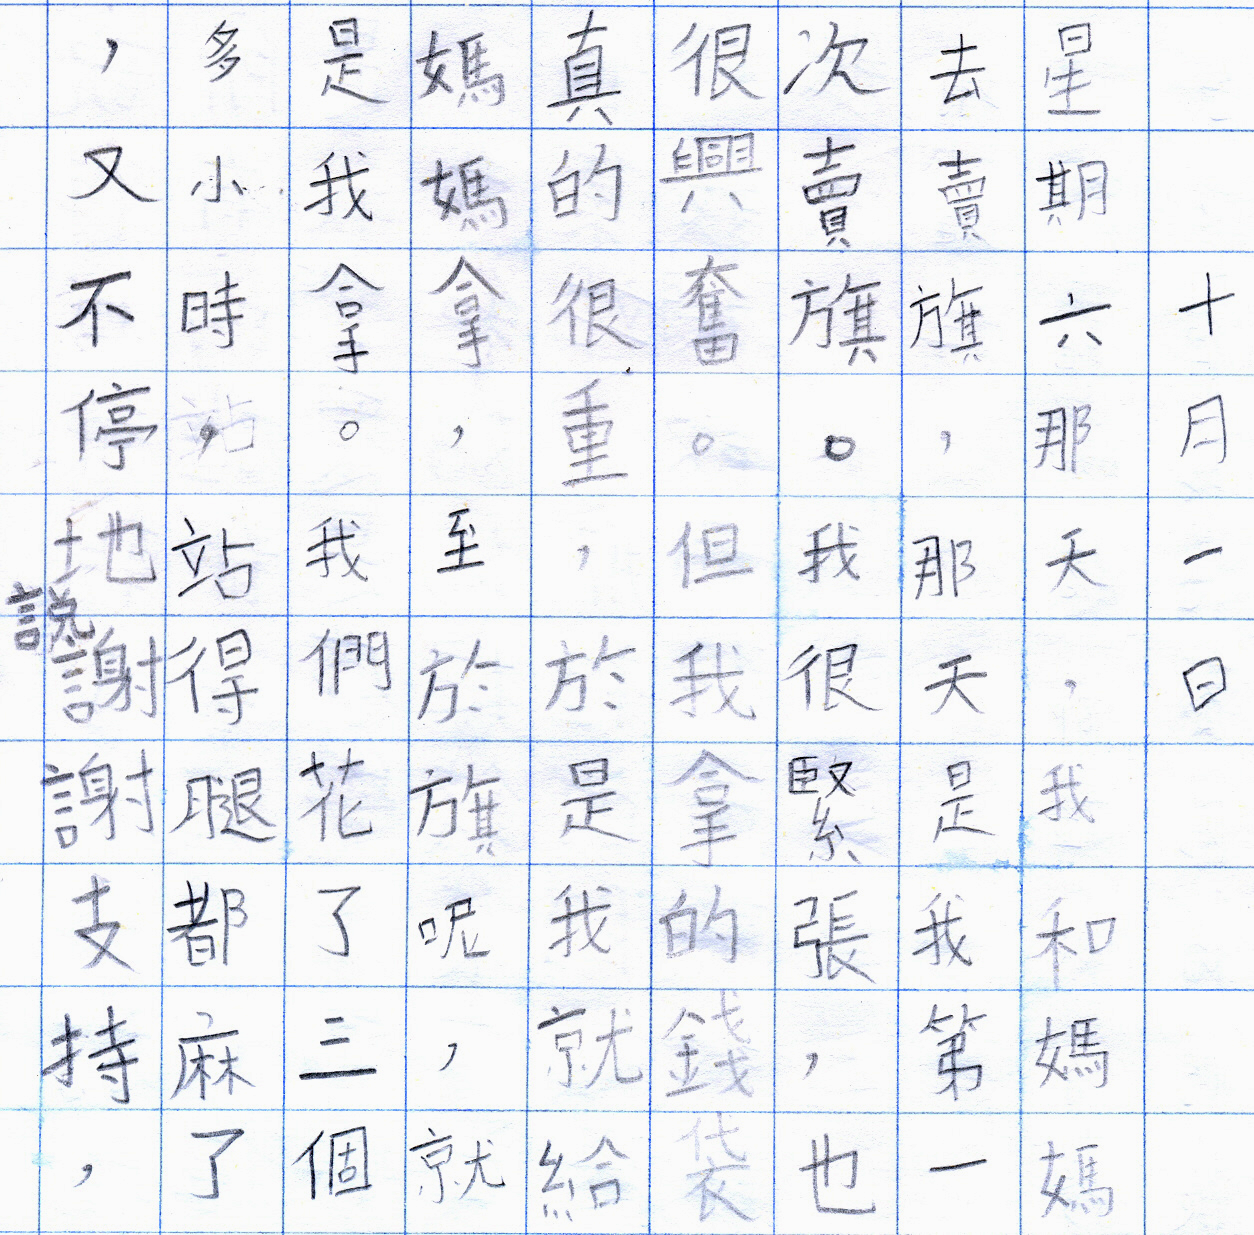 十月一日
星期六那天，我和媽媽
去賣旗，那天是我第一
次賣旗。我很緊張，也
很興奮。但我拿的錢袋
真的很重，於是我就給
媽媽拿，至於旗呢，就
是我拿。我們花了三個
多小時，站得腿都麻了
，又不停地說謝謝支持，